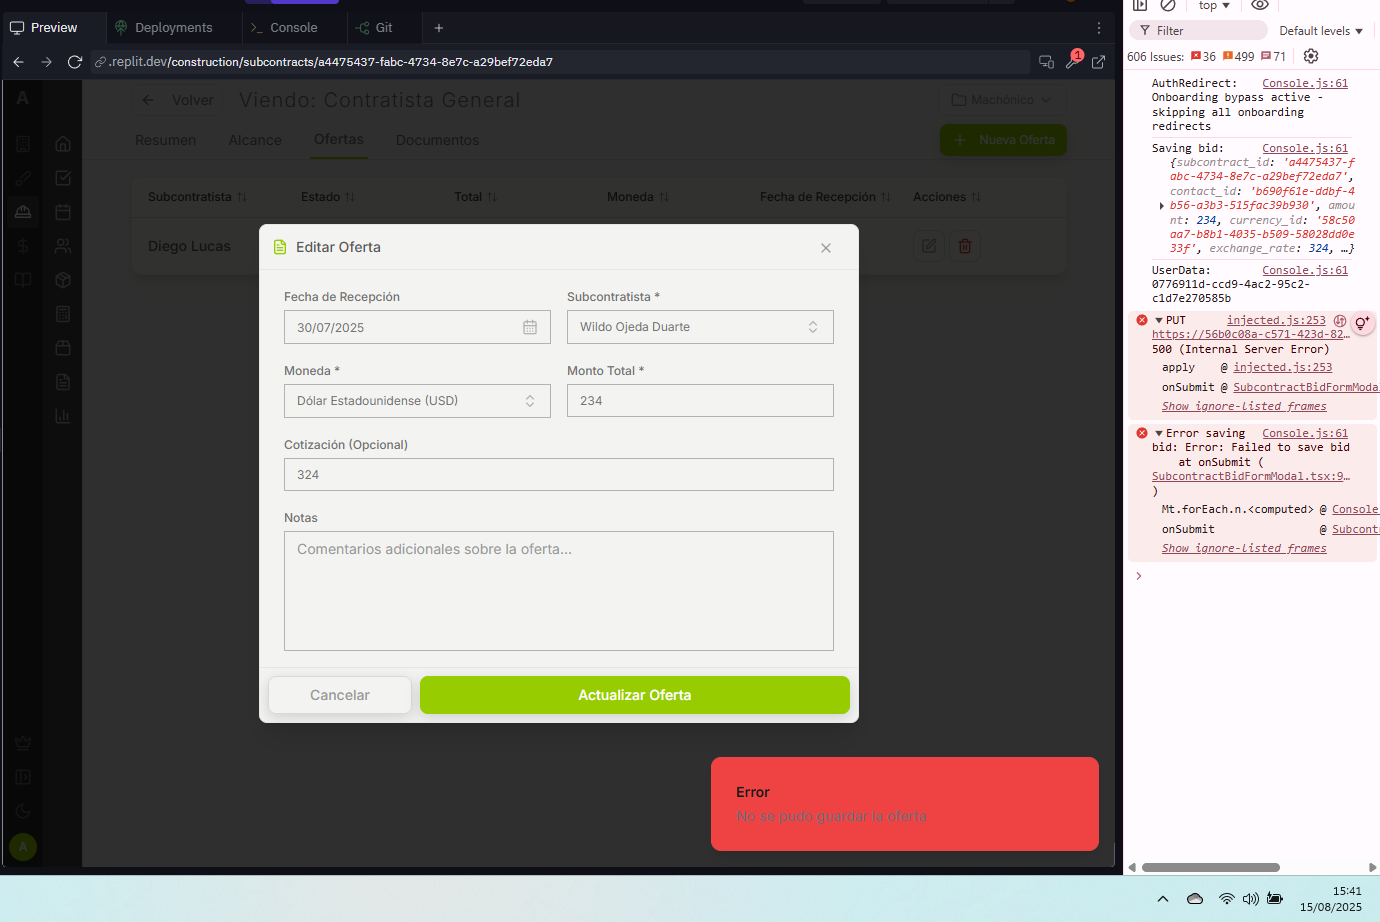 Preview
Deployments
Console
Git
.replit.dev/construction/subcontracts/a4475437-fabc-4734-8e7c-a29bef72eda7
1
A
Volver
Viendo: Contratista General
Machónico
Resumen
Alcance
Ofertas
Documentos
Nueva Oferta
Subcontratista
Estado
Total
Moneda
Fecha de Recepción
Acciones
Diego Lucas
Editar Oferta
Fecha de Recepción
Subcontratista *
30/07/2025
Wildo Ojeda Duarte
Moneda *
Monto Total *
Dólar Estadounidense (USD)
234
Cotización (Opcional)
324
Notas
Comentarios adicionales sobre la oferta...
Cancelar
Actualizar Oferta
Error
No se pudo guardar la oferta
A
top
Filter
Default levels
606 Issues: 36 499 71
AuthRedirect: Console.js:61
Onboarding bypass active -
skipping all onboarding
redirects
Saving bid: Console.js:61
{subcontract_id: 'a4475437-f
abc-4734-8e7c-a29bef72eda7',
contact_id: 'b690f61e-ddbf-4
b56-a3b3-515fac39b930', amou
nt: 234, currency_id: '58c50
aa7-b8b1-4035-b509-58028dd0e
33f', exchange_rate: 324, …}
UserData: Console.js:61
0776911d-ccd9-4ac2-95c2-
c1d7e270585b
PUT injected.js:253
https://56b0c08a-c571-423d-82…
500 (Internal Server Error)
apply @ injected.js:253
onSubmit @ SubcontractBidFormModa
Show ignore-listed frames
Error saving Console.js:61
bid: Error: Failed to save bid
at onSubmit (
SubcontractBidFormModal.tsx:9…
)
Mt.forEach.n.<computed> @ Console
onSubmit @ Subcont
Show ignore-listed frames
15:41
15/08/2025